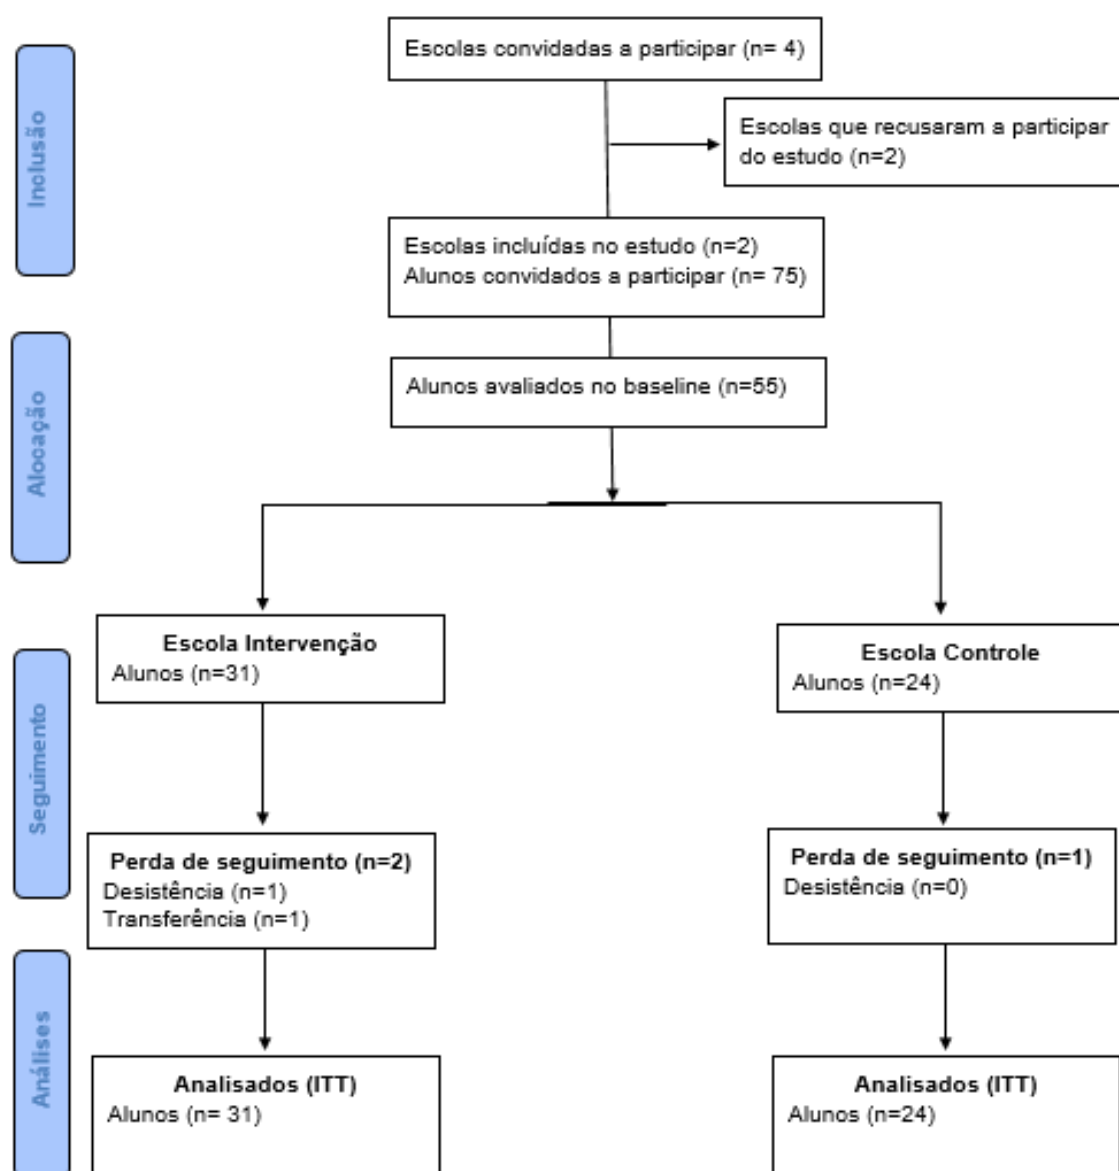 Inclusão
Escolas convidadas a participar (n= 4)
Escolas que recusaram a participar
do estudo (n=2)
Escolas incluídas no estudo (n=2)
Alunos convidados a participar (n= 75)
Alocação
Alunos avaliados no baseline (n=55)
Escola Intervenção
Alunos (n=31)
Escola Controle
Alunos (n=24)
Seguimento
Perda de seguimento (n=2)
Desistência (n=1)
Transferência (n=1)
Perda de seguimento (n=1)
Desistência (n=0)
Análises
Analisados (ITT)
Alunos (n= 31)
Analisados (ITT)
Alunos (n=24)